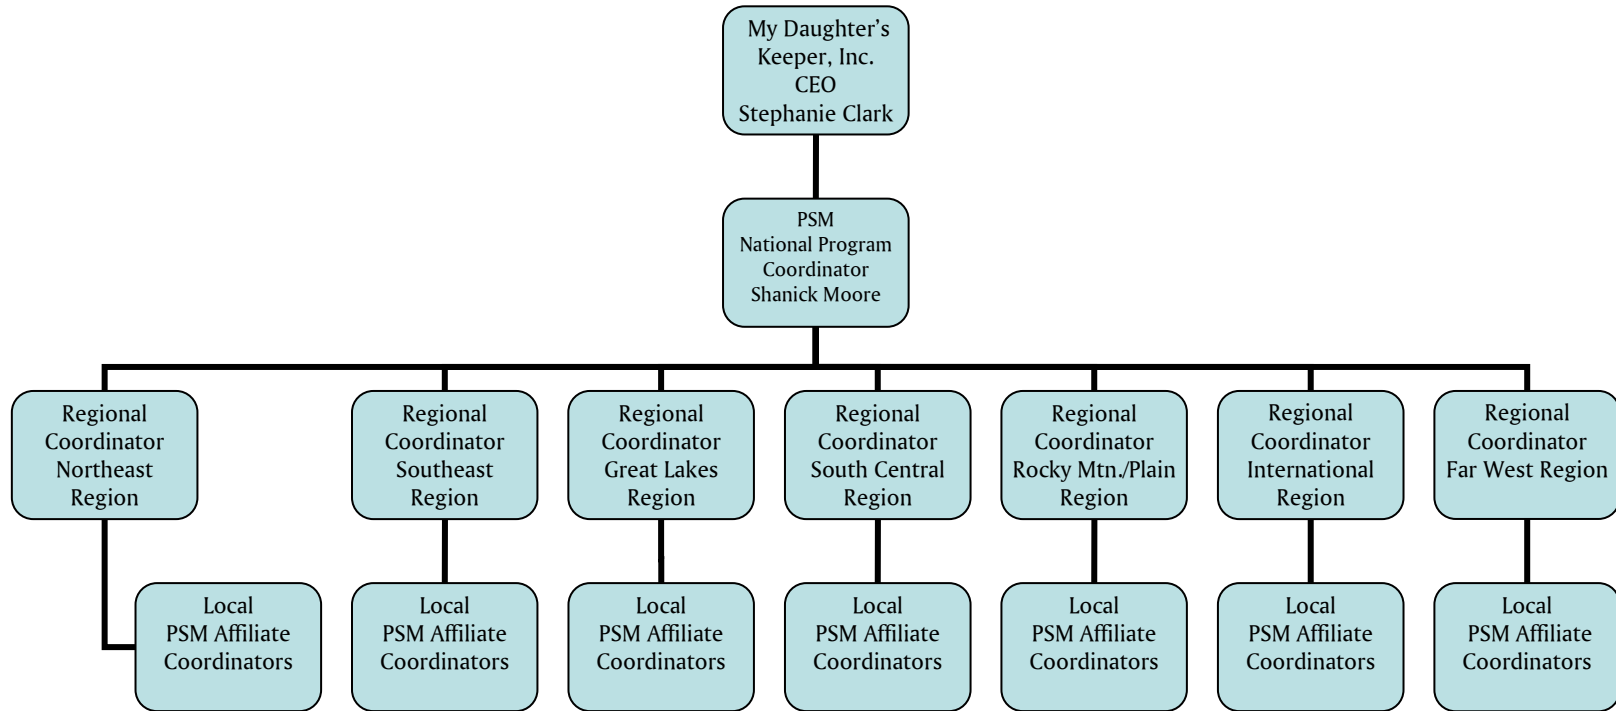 My Daughter's
Keeper, Inc.
CEO
Stephanie Clark
PSM
National Program
Coordinator
Shanick Moore
Regional
Coordinator
Northeast
Region
Regional
Coordinator
Southeast
Region
Regional
Coordinator
Great Lakes
Region
Regional
Coordinator
South Central
Region
Regional
Coordinator
Rocky Mtn./Plain
Region
Regional
Coordinator
International
Region
Regional
Coordinator
Far West Region
Local
PSM Affiliate
Coordinators
Local
PSM Affiliate
Coordinators
Local
PSM Affiliate
Coordinators
Local
PSM Affiliate
Coordinators
Local
PSM Affiliate
Coordinators
Local
PSM Affiliate
Coordinators
Local
PSM Affiliate
Coordinators